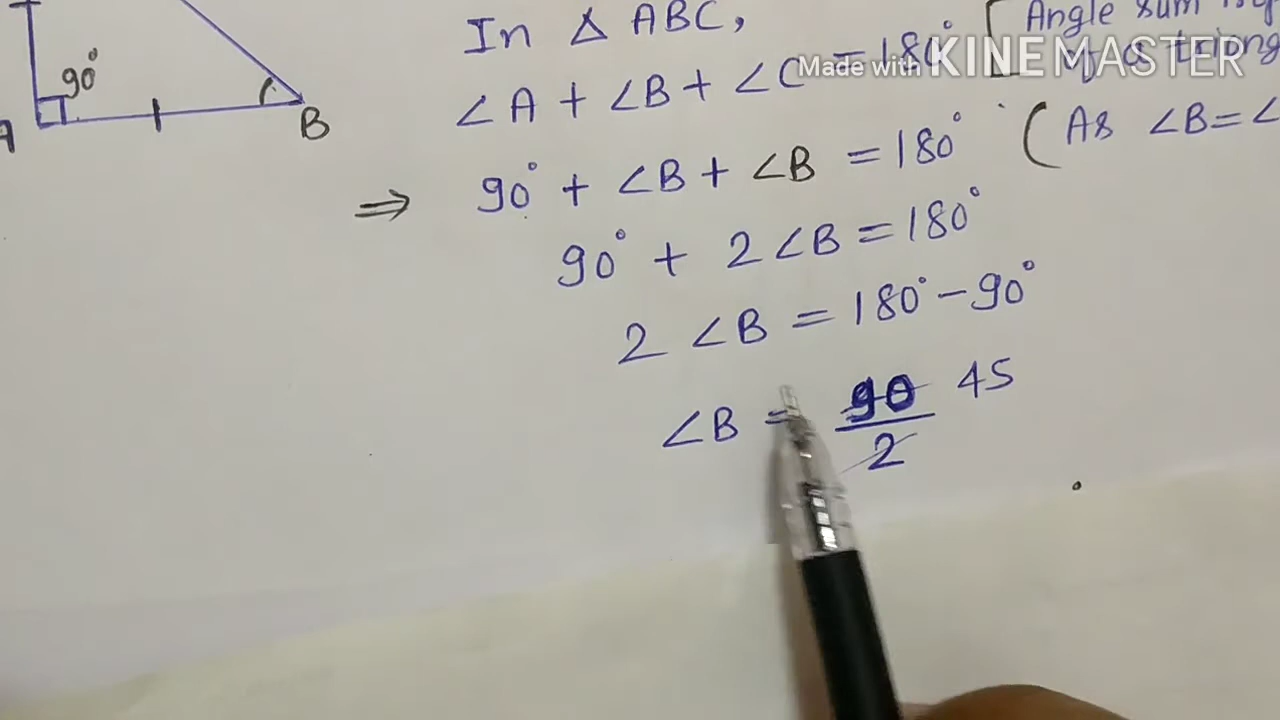 In △ ABC,
∠A + ∠B + ∠C = 180° [Angle sum
of a
90°
A
B
Made with KINEMASTER
⇒ 90° + ∠B + ∠B = 180° (As ∠B = ∠
90° + 2∠B = 180°
2 ∠B = 180° - 90°
∠B = 90/2 45